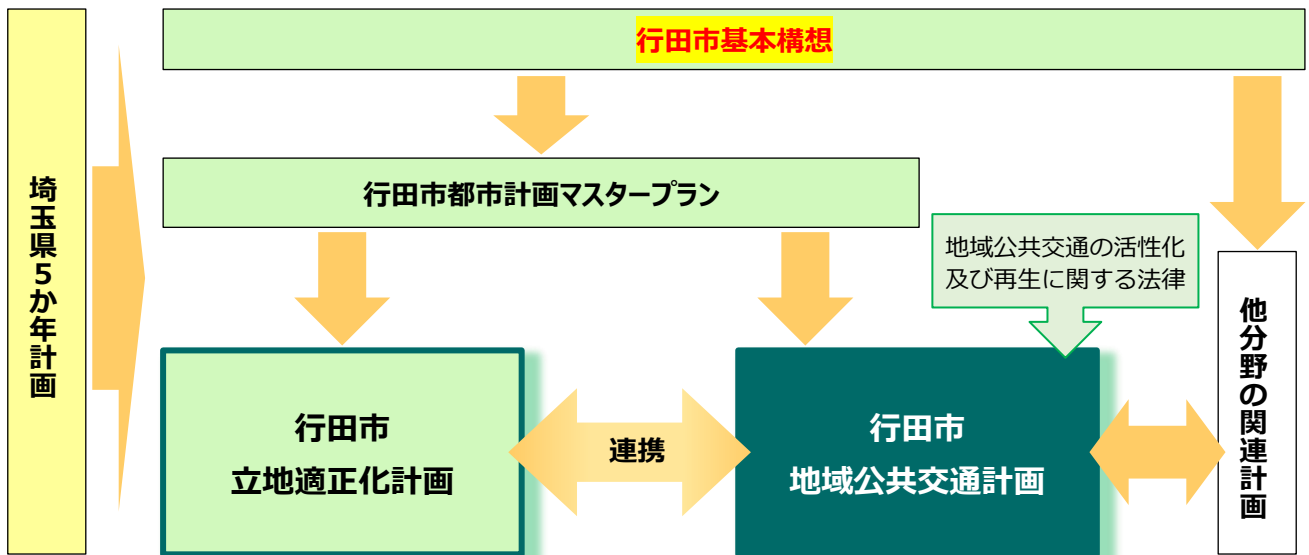 行田市基本構想
埼玉県5か年計画
行田市都市計画マスタープラン
地域公共交通の活性化
及び再生に関する法律
他分野の関連計画
行田市
立地適正化計画
連携
行田市
地域公共交通計画